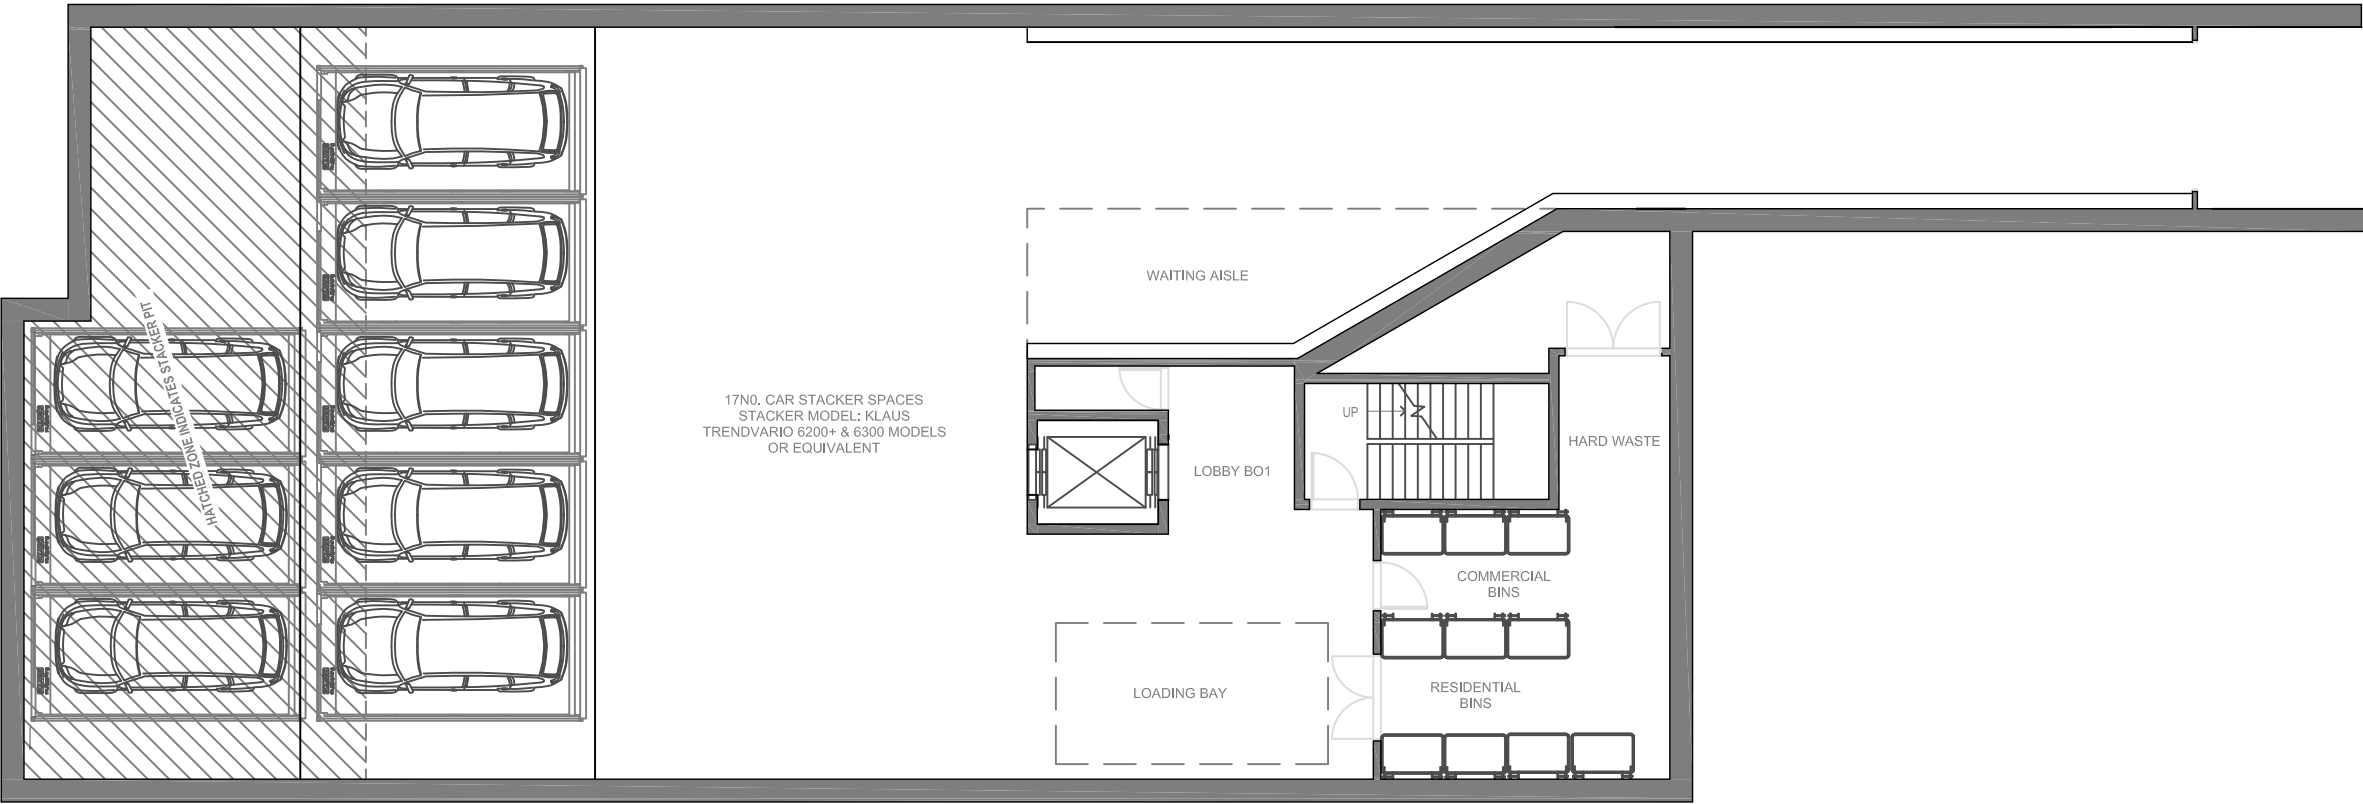 HATCHED ZONE INDICATES STACKER PIT
17N0. CAR STACKER SPACES
STACKER MODEL: KLAUS
TRENDVARIO 6200+ & 6300 MODELS
OR EQUIVALENT
WAITING AISLE
UP
LOBBY BO1
HARD WASTE
COMMERCIAL
BINS
LOADING BAY
RESIDENTIAL
BINS